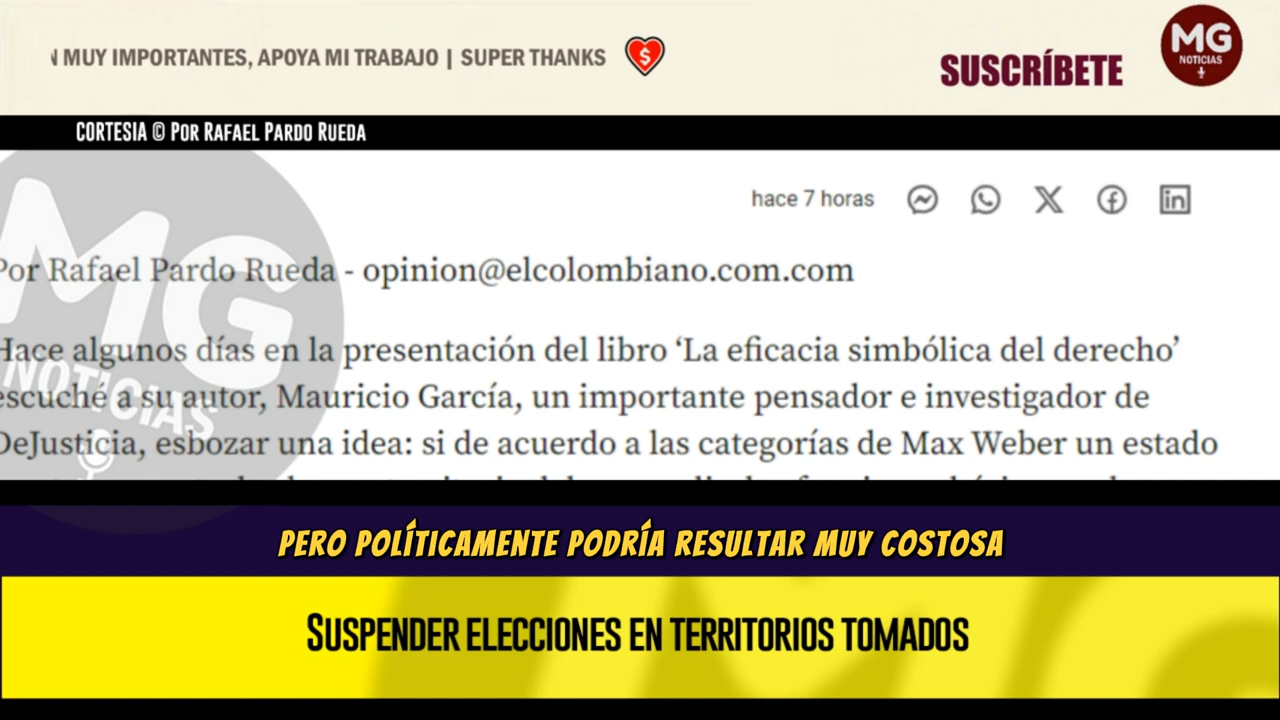 MUY IMPORTANTES, APOYA MI TRABAJO | SUPER THANKS
SUSCRÍBETE
MG
NOTICIAS
CORTESIA © POR RAFAEL PARDO RUEDA
hace 7 horas
Por Rafael Pardo Rueda - opinion@elcolombiano.com.com
Hace algunos días en la presentación del libro ‘La eficacia simbólica del derecho’
escuché a su autor, Mauricio García, un importante pensador e investigador de
DeJusticia, esbozar una idea: si de acuerdo a las categorías de Max Weber un estado
MG
NOTICIAS
PERO POLÍTICAMENTE PODRÍA RESULTAR MUY COSTOSA
SUSPENDER ELECCIONES EN TERRITORIOS TOMADOS